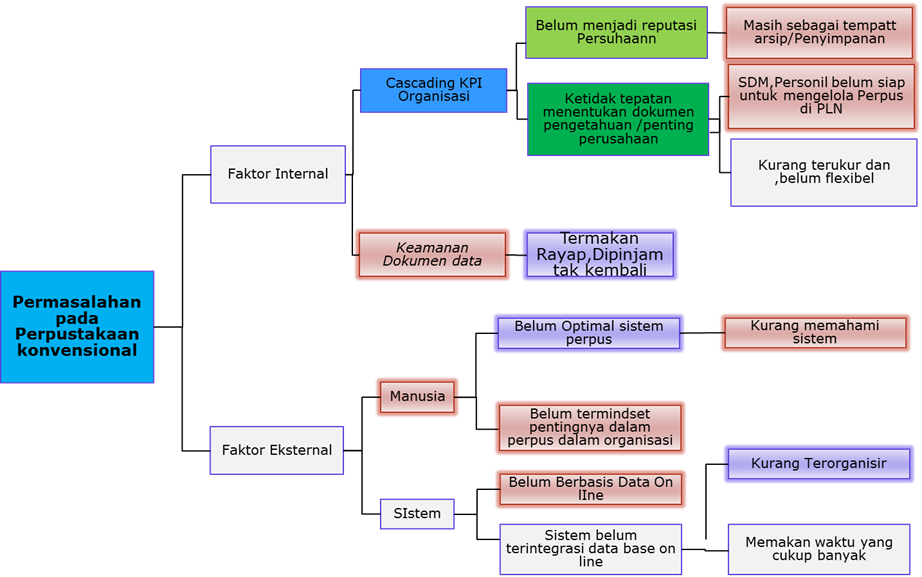 Permasalahan
pada
Perpustakaan
konvensional
Faktor Internal
Cascading KPI
Organisasi
Belum menjadi reputasi
Persuhaann
Masih sebagai tempatt
arsip/Penyimpanan
Ketidak tepatan
menentukan dokumen
pengetahuan /penting
perusahaan
SDM,Personil belum siap
untuk mengelola Perpus
di PLN
Kurang terukur dan
,belum flexibel
Keamanan
Dokumen data
Termakan
Rayap,Dipinjam
tak kembali
Faktor Eksternal
Manusia
Belum Optimal sistem
perpus
Kurang memahami
sistem
Belum termindset
pentingnya dalam
perpus dalam organisasi
SIstem
Belum Berbasis Data On
lIne
Sistem belum
terintegrasi data base on
line
Kurang Terorganisir
Memakan waktu yang
cukup banyak